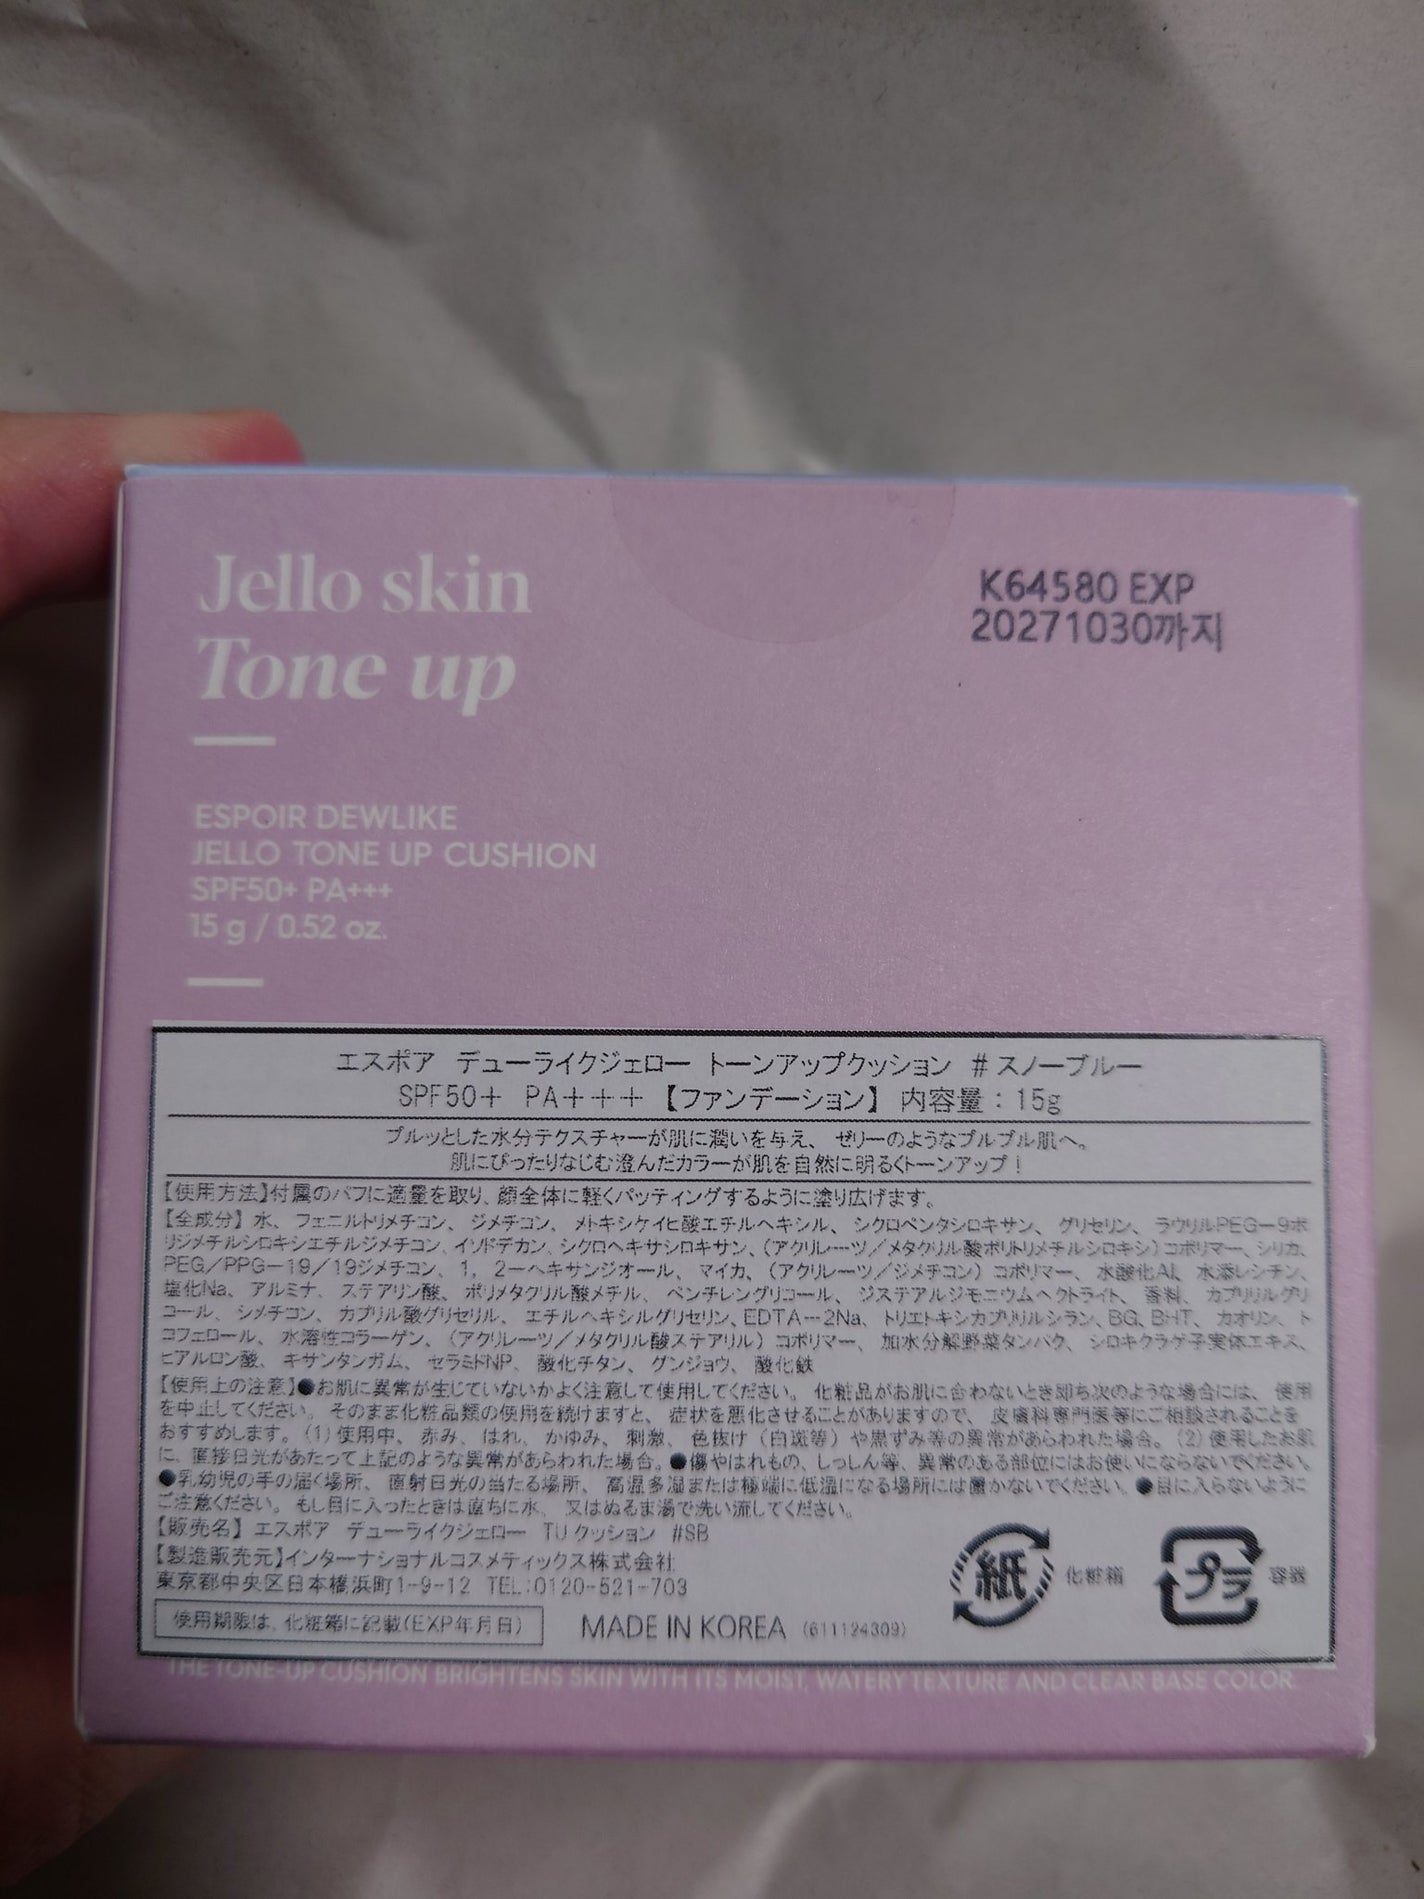 Jello skin
Tone up
K64580 EXP
20271030까지
ESPOIR DEWLIKE
JELLO TONE UP CUSHION
SPF50+ PA+++
15 g / 0.52 oz.
エスポア デューライクジェロー トーンアップクッション #スノーブルー
SPF50+ PA+++【ファンデーション】 内容量：15g
プルッとした水分テクスチャーが肌に潤いを与え、ゼリーのようなプルプル肌へ。
肌にぴったりなじむ澄んだカラーが肌を自然に明るくトーンアップ！
【使用方法】付属のパフに適量を取り、顔全体に軽くパッティングするように塗り広げます。
【全成分】水、フェニルトリメチコン、ジメチコン、メトキシケイヒ酸エチルヘキシル、シクロペンタシロキサン、グリセリン、ラウリルPEG－9ポ
リジメチルシロキシエチルジメチコン、イソドデカン、シクロヘキサシロキサン、（アクリレーツ／メタクリル酸ポリトリメチルシロキシ）コポリマー、シリカ、
PEG／PPG－19／19ジメチコン、1，2－ヘキサンジオール、マイカ、（アクリレーツ／ジメチコン）コポリマー、水酸化Al、水添レシチン、
塩化Na、アルミナ、ステアリン酸、ポリメタクリル酸メチル、ペンチレングリコール、ジステアルジモニウムヘクトライト、香料、カプリリルグリ
コール、シメチコン、カプリル酸グリセリル、エチルヘキシルグリセリン、EDTA－2Na、トリエトキシカプリリルシラン、BG、BHT、カオリン、ト
コフェロール、水溶性コラーゲン、（アクリレーツ／メタクリル酸ステアリル）コポリマー、加水分解野菜タンパク、シロキクラゲ子実体エキス、
ヒアルロン酸、キサンタンガム、セラミドNP、酸化チタン、グンジョウ、酸化鉄
【使用上の注意】●お肌に異常が生じていないかよく注意して使用してください。化粧品がお肌に合わないとき即ち次のような場合には、使用
を中止してください。そのまま化粧品類の使用を続けますと、症状を悪化させることがありますので、皮膚科専門医等にご相談されることを
おすすめします。（1）使用中、赤み、はれ、かゆみ、刺激、色抜け（白斑等）や黒ずみ等の異常があらわれた場合。（2）使用したお肌
に、直接日光があたって上記のような異常があらわれた場合。●傷やはれもの、しっしん等、異常のある部位にはお使いにならないでください。
●乳幼児の手の届く場所、直射日光の当たる場所、高温多湿または極端に低温になる場所には置かないでください。●目に入らないように
ご注意ください。もし目に入ったときは直ちに水、又はぬるま湯で洗い流してください。
【販売名】エスポア デューライクジェロー TUクッション #SB
【製造販売元】インターナショナルコスメティックス株式会社
東京都中央区日本橋浜町1-9-12 TEL:0120-521-703
使用期限は、化粧箱に記載（EXP年月日） MADE IN KOREA (611124309)
紙 化粧箱 プラ 容器
THE TONE-UP CUSHION BRIGHTENS SKIN WITH ITS MOIST, WATERY TEXTURE AND CLEAR BASE COLOR.